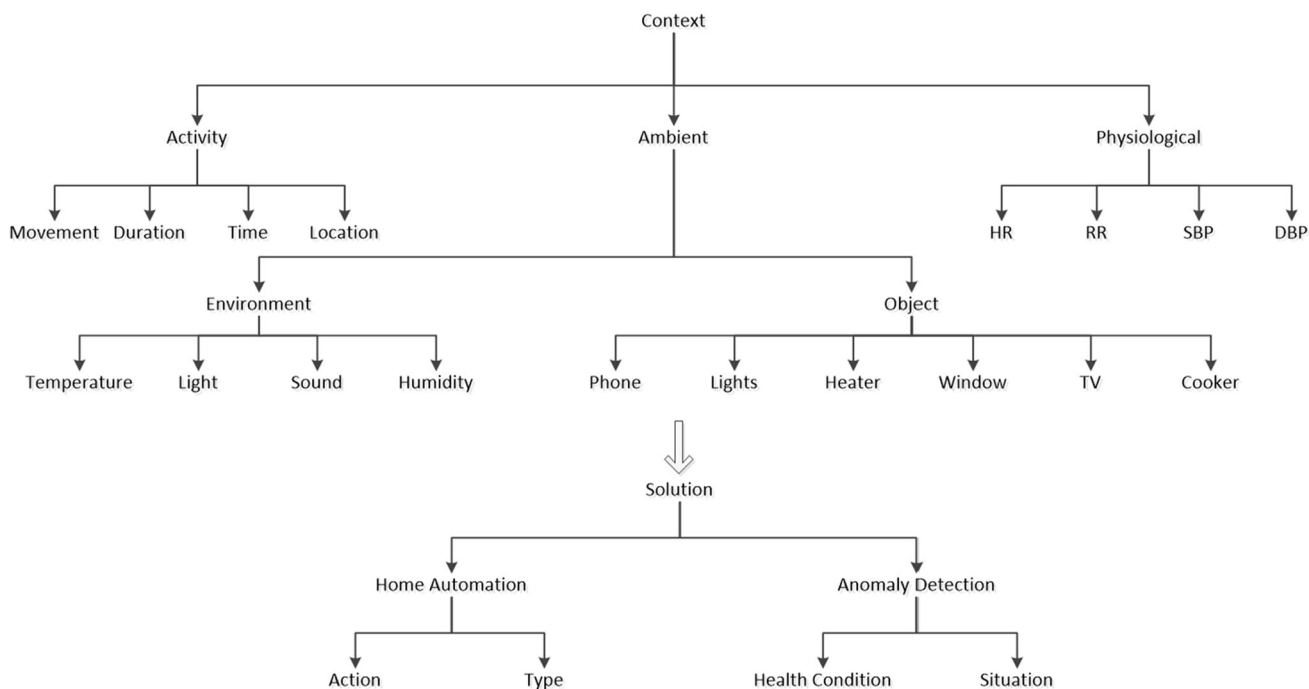 Context
Activity
Ambient
Physiological
Movement
Duration
Time
Location
HR
RR
SBP
DBP
Environment
Object
Temperature
Light
Sound
Humidity
Phone
Lights
Heater
Window
TV
Cooker
Solution
Home Automation
Anomaly Detection
Action
Type
Health Condition
Situation